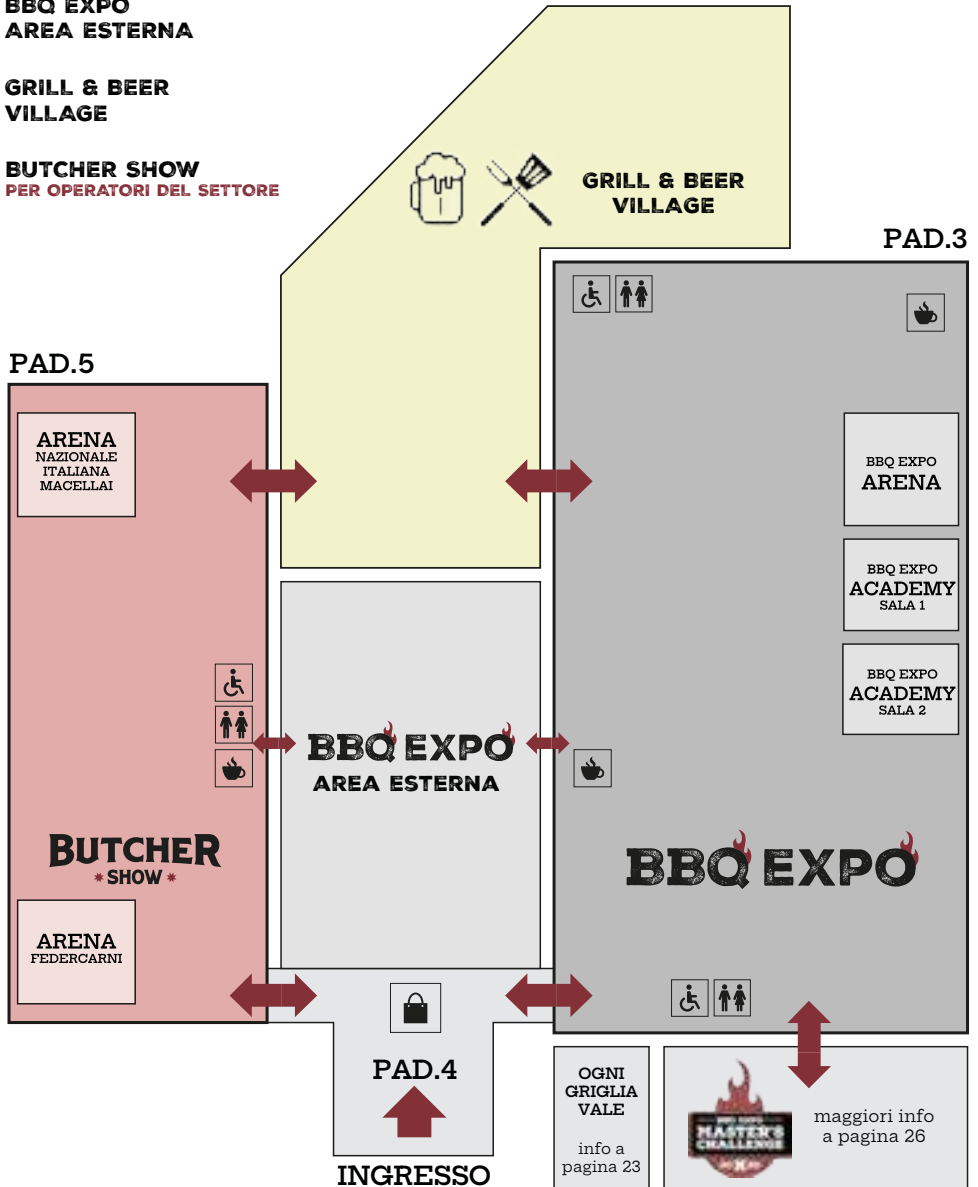 BBQ EXPO
AREA ESTERNA
GRILL & BEER
VILLAGE
BUTCHER SHOW
PER OPERATORI DEL SETTORE
GRILL & BEER
VILLAGE
PAD.3
PAD.5
ARENA
NAZIONALE
ITALIANA
MACELLAI
BBQ EXPO
ARENA
BBQ EXPO
ACADEMY
SALA 1
BBQ EXPO
ACADEMY
SALA 2
BBQ EXPO
AREA ESTERNA
BUTCHER
SHOW
BBQ EXPO
ARENA
FEDERCARNI
PAD.4
INGRESSO
OGNI
GRIGLIA
VALE
info a
pagina 23
MASTER'S
CHALLENGE
maggiori info
a pagina 26